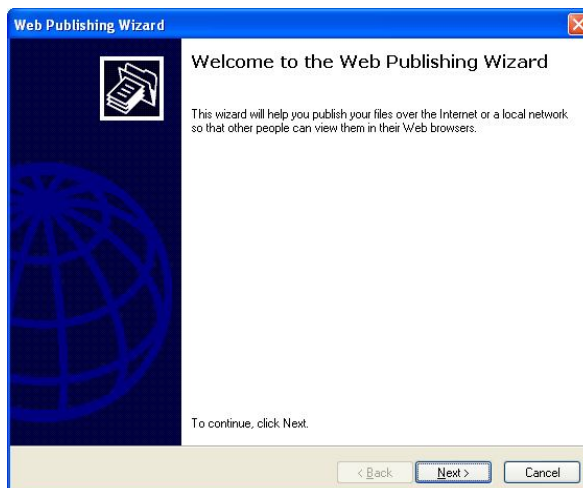 Web Publishing Wizard
Welcome to the Web Publishing Wizard
This wizard will help you publish your files over the Internet or a local network
so that other people can view them in their Web browsers.
To continue, click Next.
< Back Next > Cancel